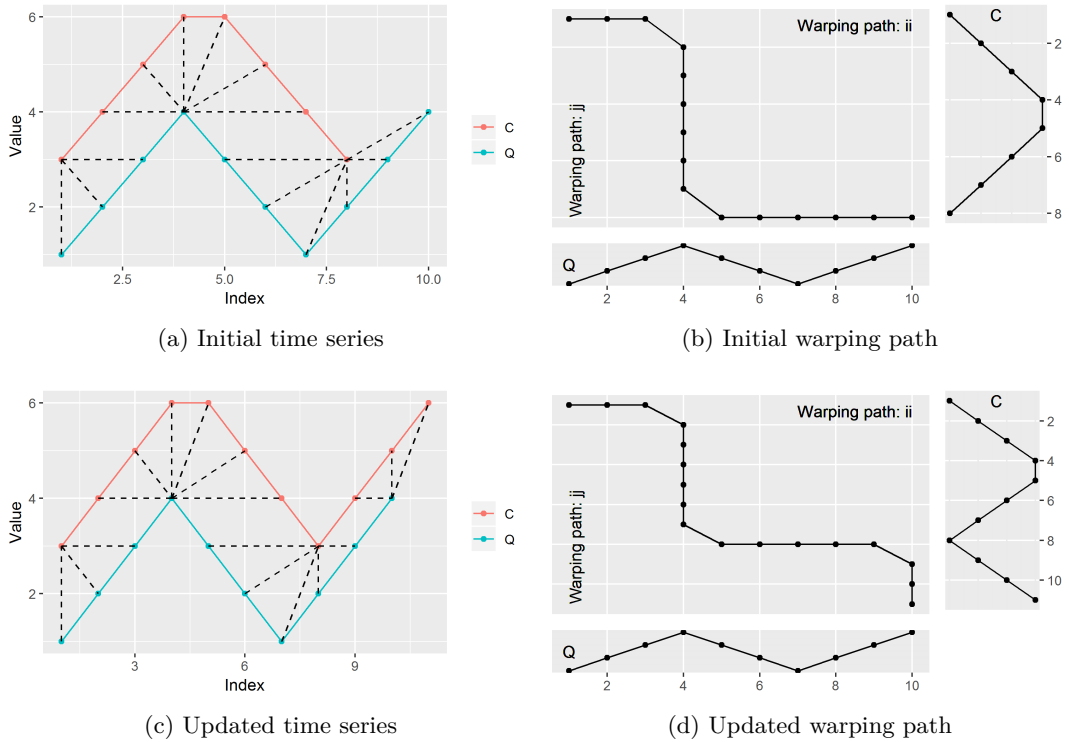 6
4
2
Value
2.5
5.0
7.5
10.0
Index
C
Q
(a) Initial time series
Warping path: ii
Warping path: jj
C
2
4
6
8
Q
2
4
6
8
10
(b) Initial warping path
6
4
2
Value
3
6
9
Index
C
Q
(c) Updated time series
Warping path: ii
Warping path: jj
C
2
4
6
8
10
Q
2
4
6
8
10
(d) Updated warping path